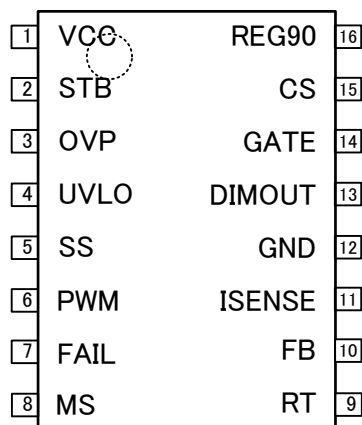 1 VCC REG90 16
2 STB CS 15
3 OVP GATE 14
4 UVLO DIMOUT 13
5 SS GND 12
6 PWM ISENSE 11
7 FAIL FB 10
8 MS RT 9